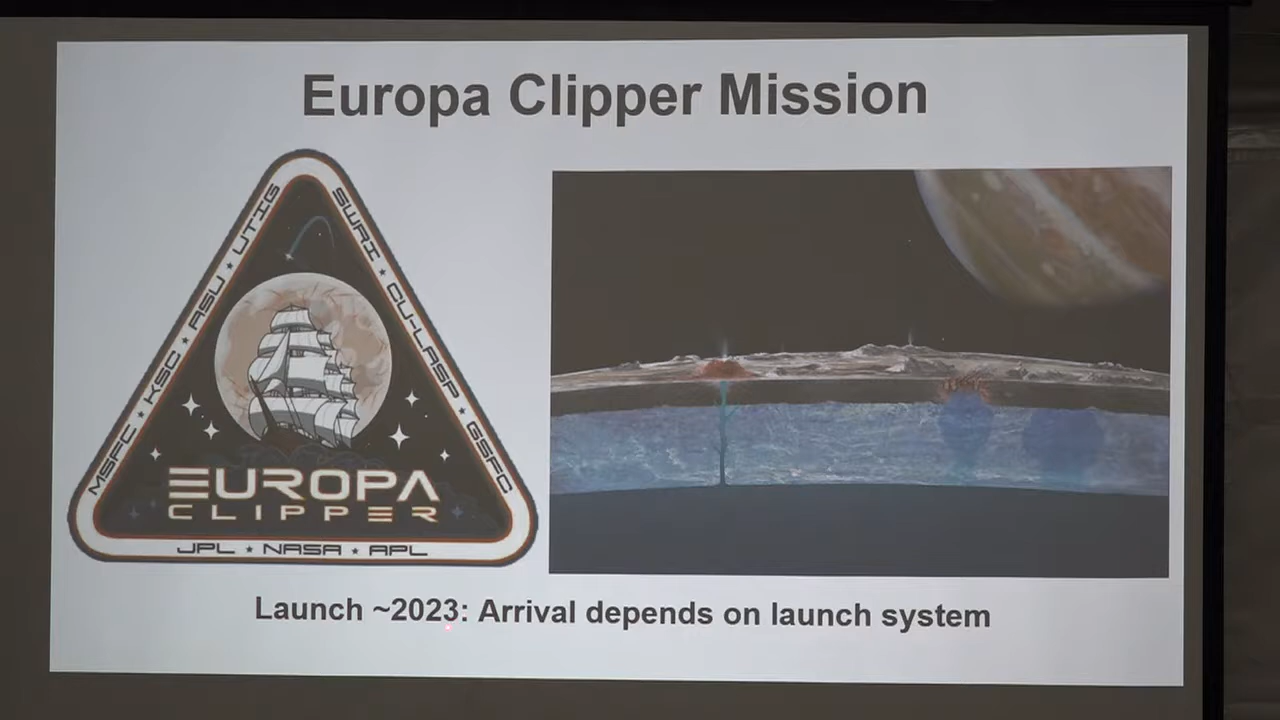 Europa Clipper Mission
MSFC ★ KSC ★ ASU ★ UTIG
SWRI ★ CU-LASP ★ GSFC
EUROPA
CLIPPER
JPL ★ NASA ★ APL
Launch ~2023: Arrival depends on launch system